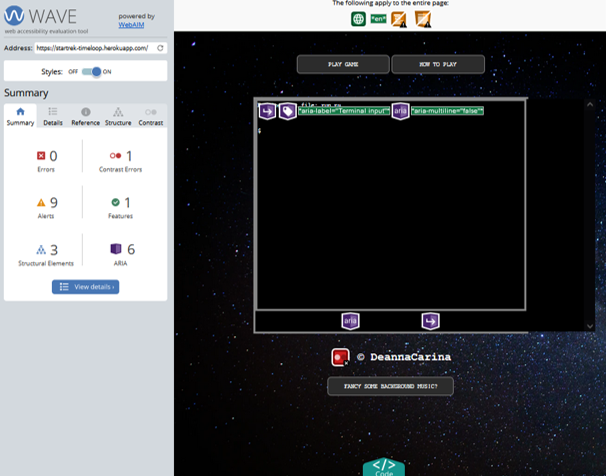 WAVE
web accessibility evaluation tool
powered by
WebAIM
Address: https://startrek-timeloop.herokuapp.com/
Styles: OFF ON
Summary
Summary Details Reference Structure Contrast
0
Errors
1
Contrast Errors
9
Alerts
1
Features
3
Structural Elements
6
ARIA
View details ›
The following apply to the entire page:
*en*
PLAY GAME
HOW TO PLAY
file: run.py
*aria-label="Terminal input"*
aria
*aria-multiline="false"*
aria
© DeannaCarina
FANCY SOME BACKGROUND MUSIC?
</>
Code